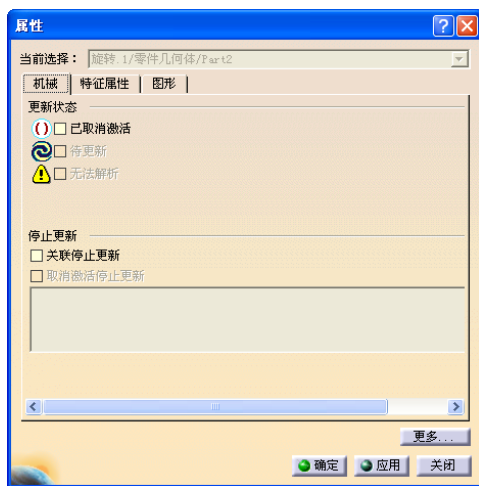 属性
当前选择： 旋转.1/零件几何体/Part2
机械 特征属性 图形
更新状态
已取消激活
待更新
无法解析
停止更新
关联停止更新
取消激活停止更新
更多...
确定 应用 关闭